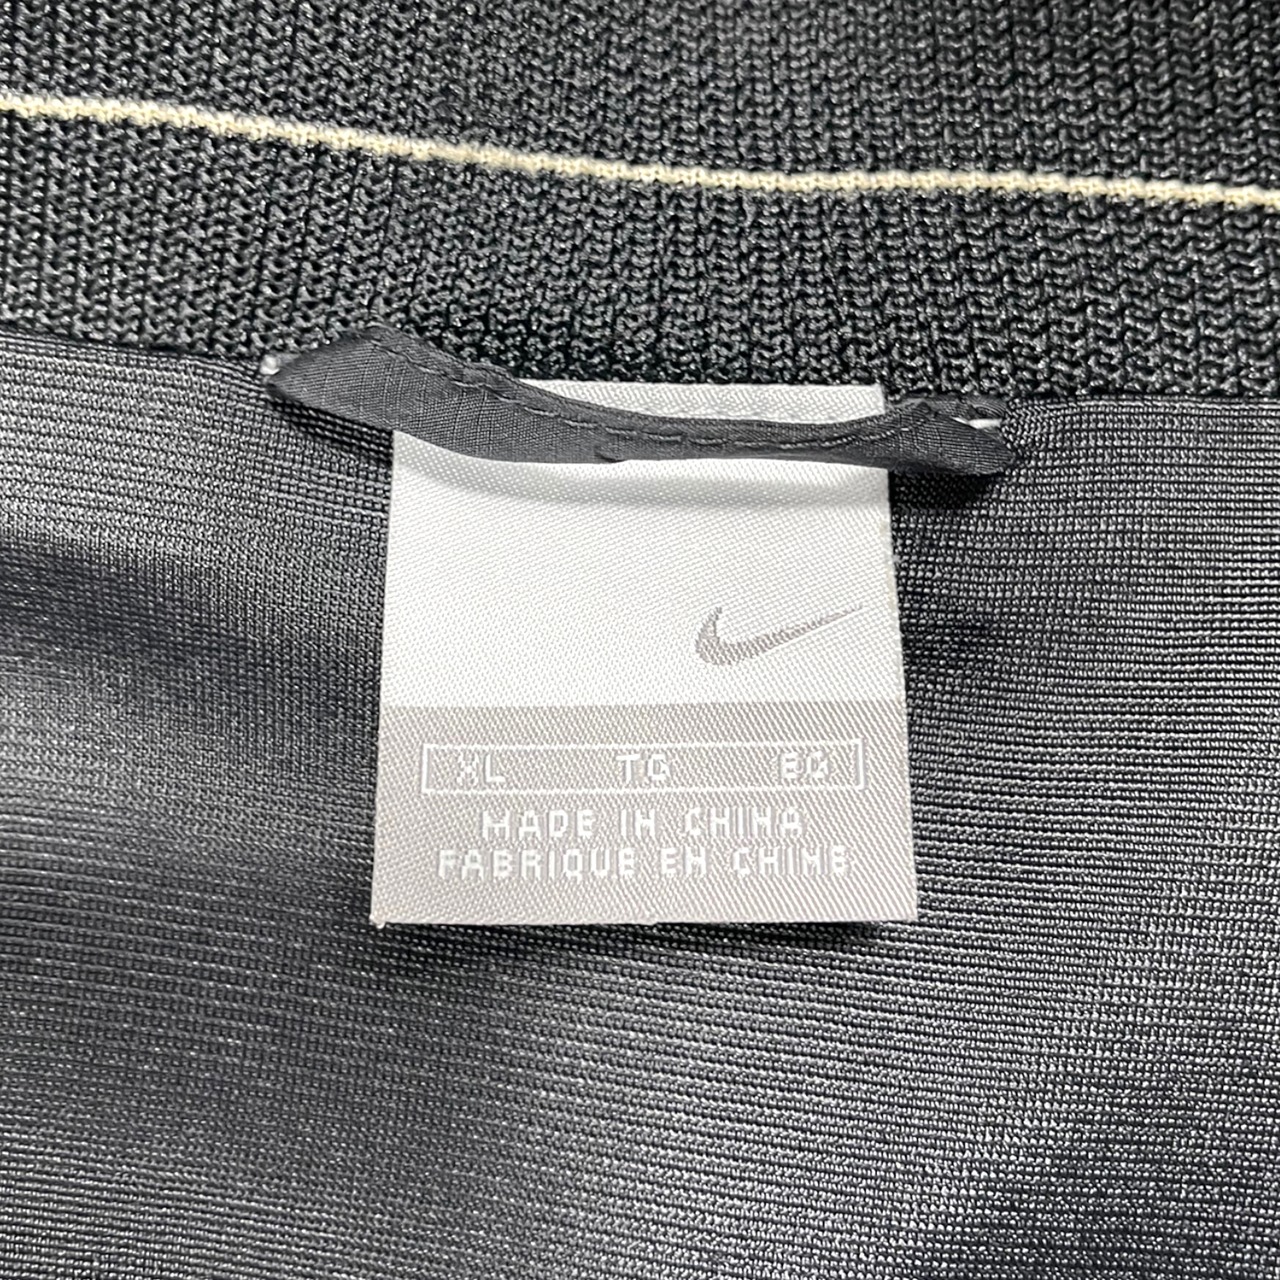 XL TG EG
MADE IN CHINA
FABRIQUE EN CHINE